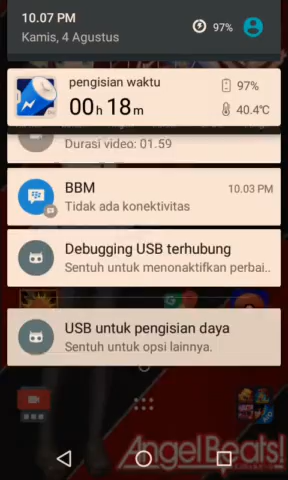 10.07 PM
97%
Kamis, 4 Agustus
pengisian waktu
97%
00h 18m
40.4℃
Durasi video: 01.59
BBM
10.03 PM
Tidak ada konektivitas
Debugging USB terhubung
Sentuh untuk menonaktifkan perbai..
USB untuk pengisian daya
Sentuh untuk opsi lainnya.
Angel Beats!